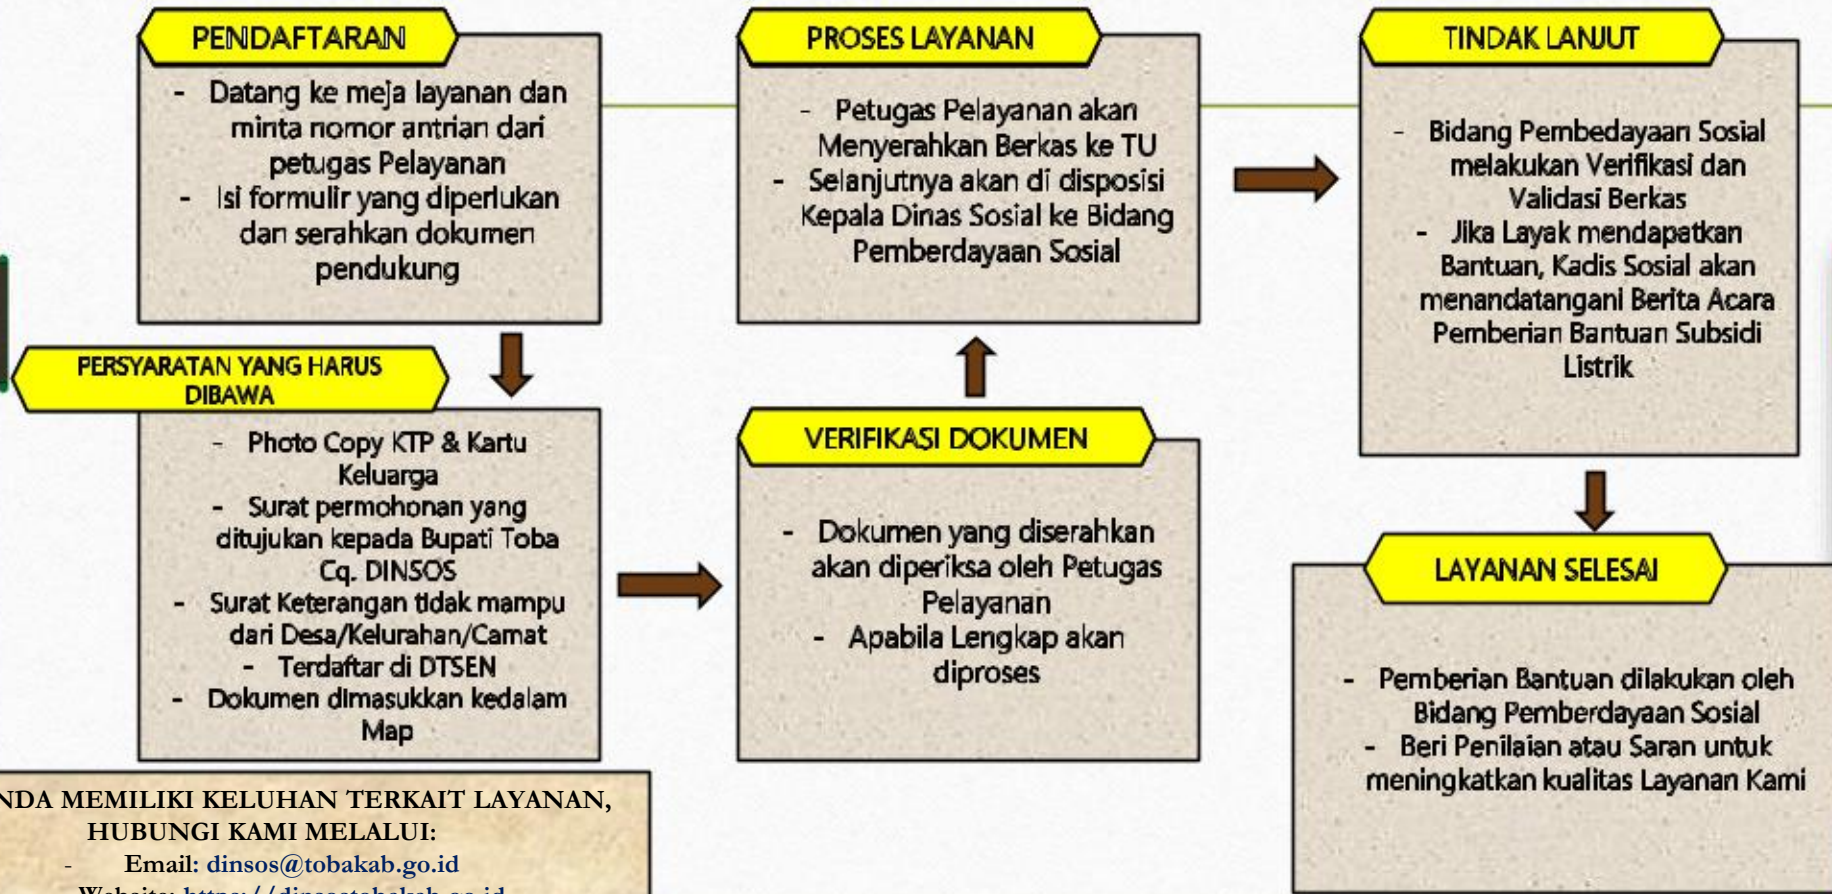 PENDAFTARAN
- Datang ke meja layanan dan
minta nomor antrian dari
petugas Pelayanan
- Isi formulir yang diperlukan
dan serahkan dokumen
pendukung
PERSYARATAN YANG HARUS
DIBAWA
- Photo Copy KTP & Kartu
Keluarga
- Surat permohonan yang
ditujukan kepada Bupati Toba
Cq. DINSOS
- Surat Keterangan tidak mampu
dari Desa/Kelurahan/Camat
- Terdaftar di DTSEN
- Dokumen dimasukkan kedalam
Map
VERIFIKASI DOKUMEN
- Dokumen yang diserahkan
akan diperiksa oleh Petugas
Pelayanan
- Apabila Lengkap akan
diproses
PROSES LAYANAN
- Petugas Pelayanan akan
Menyerahkan Berkas ke TU
- Selanjutnya akan di disposisi
Kepala Dinas Sosial ke Bidang
Pemberdayaan Sosial
TINDAK LANJUT
- Bidang Pembedayaan Sosial
melakukan Verifikasi dan
Validasi Berkas
- Jika Layak mendapatkan
Bantuan, Kadis Sosial akan
menandatangani Berita Acara
Pemberian Bantuan Subsidi
Listrik
LAYANAN SELESAI
- Pemberian Bantuan dilakukan oleh
Bidang Pemberdayaan Sosial
- Beri Penilaian atau Saran untuk
meningkatkan kualitas Layanan Kami
NDA MEMILIKI KELUHAN TERKAIT LAYANAN,
HUBUNGI KAMI MELALUI:
- Email: dinsos@tobakab.go.id
Website: https://dinsostobakab.go.id